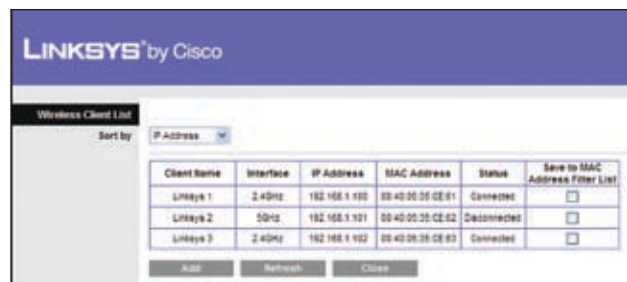 LINKSYS® by Cisco
Wireless Client List
Sort by IP Address
Client Name Interface IP Address MAC Address Status Save to MAC Address Filter List
Linksys 1 2.4GHz 192.168.1.100 Connected
Linksys 2 5GHz 192.168.1.101 Disconnected
Linksys 3 2.4GHz 192.168.1.102 Connected
Add Refresh Close